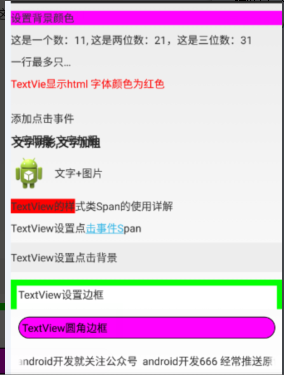 设置背景颜色
这是一个数：11, 这是两位数：21，这是三位数：31
一行最多只…
TextVie显示html 字体颜色为红色
添加点击事件
文字阴影,文字加粗
文字+图片
TextView的样式类Span的使用详解
TextView设置点击事件Span
TextView设置点击背景
TextView设置边框
TextView圆角边框
android开发就关注公众号 android开发666 经常推送原